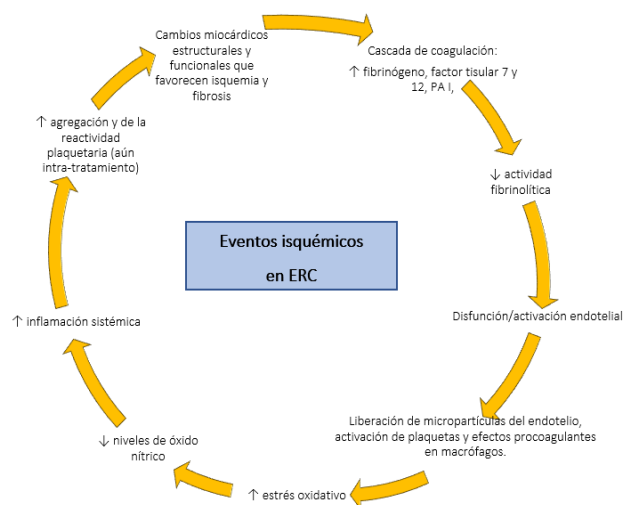 Cambios miocárdicos
estructurales y
funcionales que
favorecen isquemia y
fibrosis
Cascada de coagulación:
↑ fibrinógeno, factor tisular 7 y
12, PA I,
↓ actividad
fibrinolítica
Disfunción/activación endotelial
Liberación de micropartículas del endotelio,
activación de plaquetas y efectos procoagulantes
en macrófagos.
↑ estrés oxidativo
↓ niveles de óxido
nítrico
↑ inflamación sistémica
↑ agregación y de la
reactividad
plaquetaria (aún
intra-tratamiento)
Eventos isquémicos
en ERC